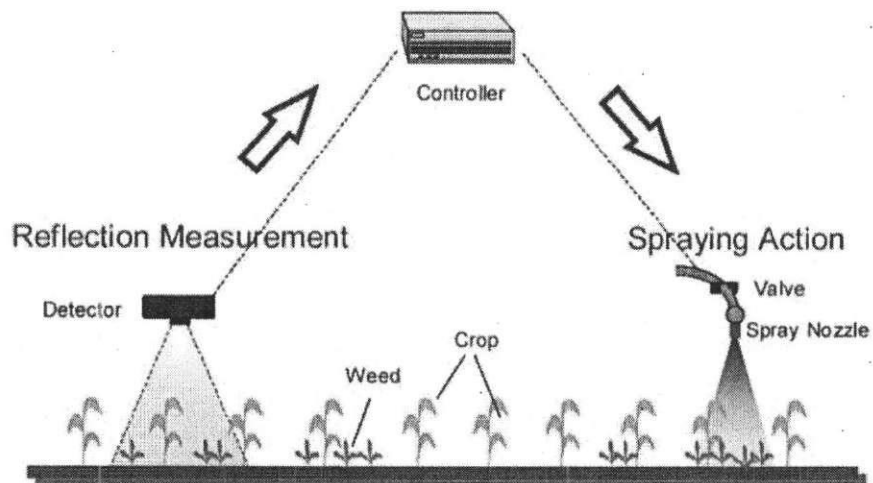 Controller
Reflection Measurement
Spraying Action
Detector
Valve
Spray Nozzle
Crop
Weed